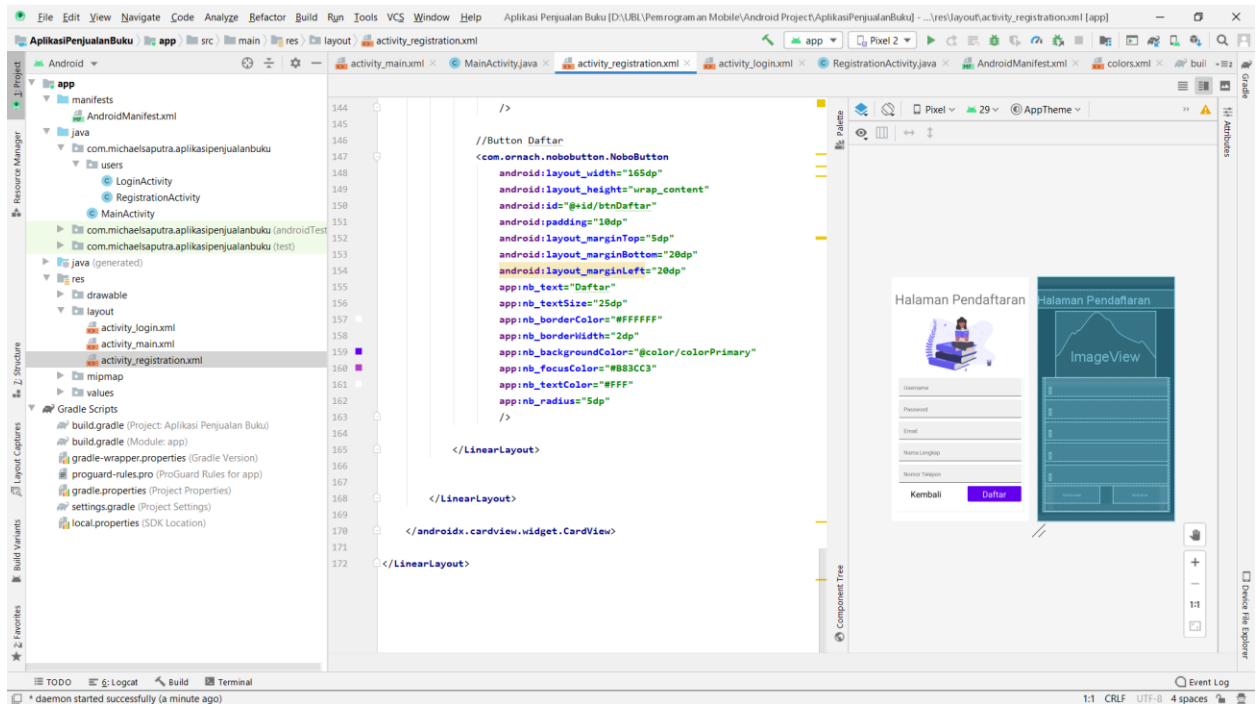 File Edit View Navigate Code Analyze Refactor Build Run Tools VCS Window Help Aplikasi Penjualan Buku [D:\UBL\Pemrograman Mobile\Android Project\AplikasiPenjualanBuku] - ...\res\layout\activity_registration.xml [app]
AplikasiPenjualanBuku app src main res layout activity_registration.xml
app Pixel 2
Android
activity_main.xml MainActivity.java activity_registration.xml activity_login.xml RegistrationActivity.java AndroidManifest.xml colors.xml buil
1: Project
Resource Manager
Z: Structure
Layout Captures
Build Variants
2: Favorites
app
manifests
AndroidManifest.xml
java
com.michaelsaputra.aplikasipenjualanbuku
users
LoginActivity
RegistrationActivity
MainActivity
com.michaelsaputra.aplikasipenjualanbuku (androidTest
com.michaelsaputra.aplikasipenjualanbuku (test)
java (generated)
res
drawable
layout
activity_login.xml
activity_main.xml
activity_registration.xml
mipmap
values
Gradle Scripts
build.gradle (Project: Aplikasi Penjualan Buku)
build.gradle (Module: app)
gradle-wrapper.properties (Gradle Version)
proguard-rules.pro (ProGuard Rules for app)
gradle.properties (Project Properties)
settings.gradle (Project Settings)
local.properties (SDK Location)
144 />
145
146 //Button Daftar
147 <com.ornach.nobobutton.NoboButton
148 android:layout_width="165dp"
149 android:layout_height="wrap_content"
150 android:id="@+id/btnDaftar"
151 android:padding="10dp"
152 android:layout_marginTop="5dp"
153 android:layout_marginBottom="20dp"
154 android:layout_marginLeft="20dp"
155 app:nb_text="Daftar"
156 app:nb_textSize="25dp"
157 app:nb_borderColor="#FFFFFF"
158 app:nb_borderWidth="2dp"
159 app:nb_backgroundColor="@color/colorPrimary"
160 app:nb_focusColor="#B83CC3"
161 app:nb_textColor="#FFF"
162 app:nb_radius="5dp"
163 />
164
165 </LinearLayout>
166
167
168 </LinearLayout>
169
170 </androidx.cardview.widget.CardView>
171
172 </LinearLayout>
Palette
Component Tree
Pixel 29 AppTheme
Halaman Pendaftaran
Username
Password
Email
Nama Lengkap
Nomor Telepon
Kembali Daftar
Halaman Pendaftaran
ImageView
1:1
Gradle
Attributes
Device File Explorer
TODO 6: Logcat Build Terminal
Event Log
* daemon started successfully (a minute ago)
1:1 CRLF UTF-8 4 spaces